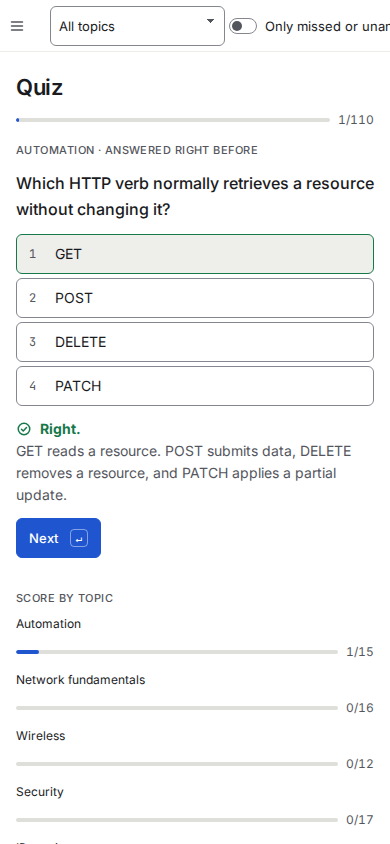 All topics
Only missed or unan
Quiz
1/110
AUTOMATION · ANSWERED RIGHT BEFORE
Which HTTP verb normally retrieves a resource
without changing it?
1 GET
2 POST
3 DELETE
4 PATCH
Right.
GET reads a resource. POST submits data, DELETE
removes a resource, and PATCH applies a partial
update.
Next ↵
SCORE BY TOPIC
Automation
1/15
Network fundamentals
0/16
Wireless
0/12
Security
0/17